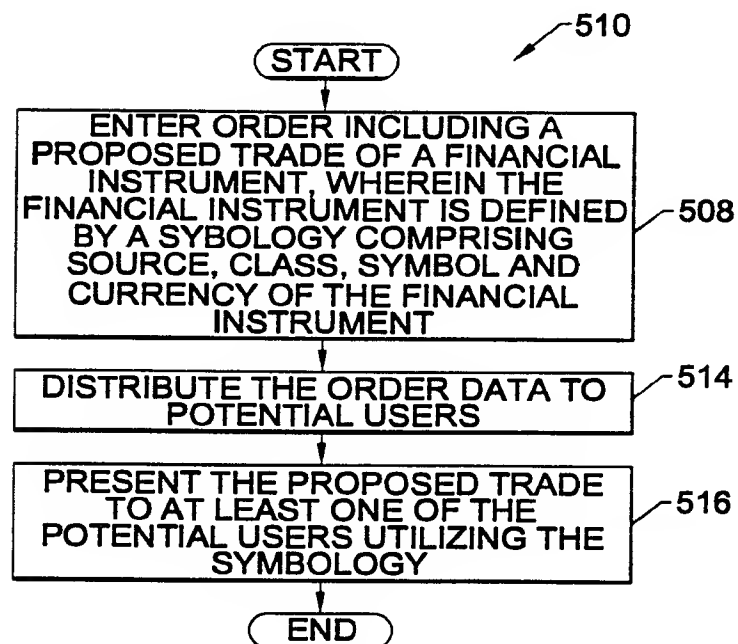 510
START
ENTER ORDER INCLUDING A
PROPOSED TRADE OF A FINANCIAL
INSTRUMENT, WHEREIN THE
FINANCIAL INSTRUMENT IS DEFINED
BY A SYBOLOGY COMPRISING
SOURCE, CLASS, SYMBOL AND
CURRENCY OF THE FINANCIAL
INSTRUMENT
508
DISTRIBUTE THE ORDER DATA TO
POTENTIAL USERS
514
PRESENT THE PROPOSED TRADE
TO AT LEAST ONE OF THE
POTENTIAL USERS UTILIZING THE
SYMBOLOGY
516
END